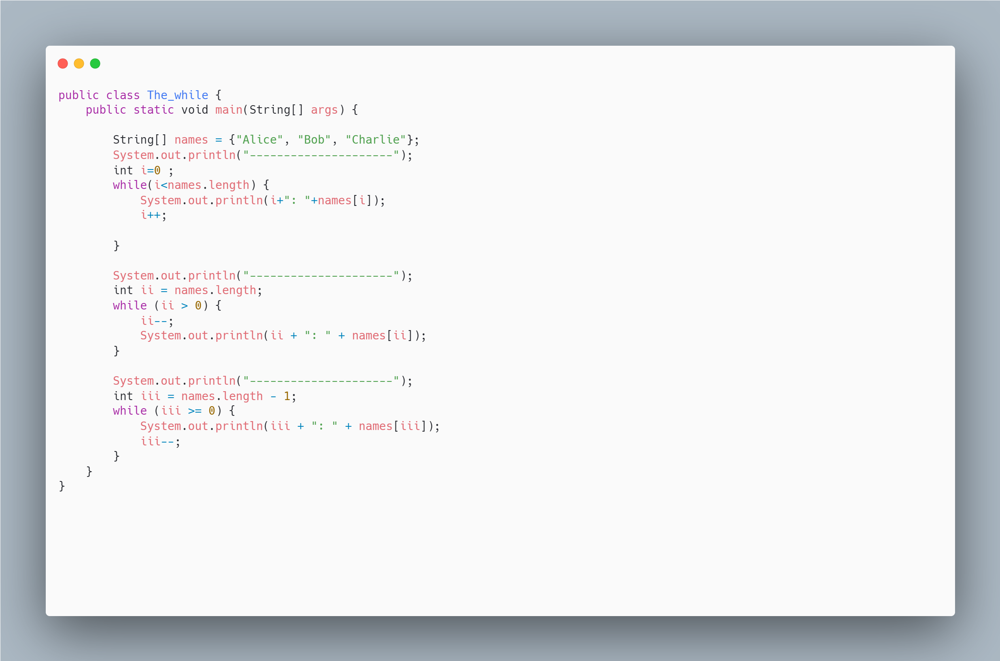 public class The_while {
    public static void main(String[] args) {

        String[] names = {"Alice", "Bob", "Charlie"};
        System.out.println("---------------------");
        int i=0 ;
        while(i<names.length) {
            System.out.println(i+": "+names[i]);
            i++;

        }

        System.out.println("---------------------");
        int ii = names.length;
        while (ii > 0) {
            ii--;
            System.out.println(ii + ": " + names[ii]);
        }

        System.out.println("---------------------");
        int iii = names.length - 1;
        while (iii >= 0) {
            System.out.println(iii + ": " + names[iii]);
            iii--;
        }
    }
}